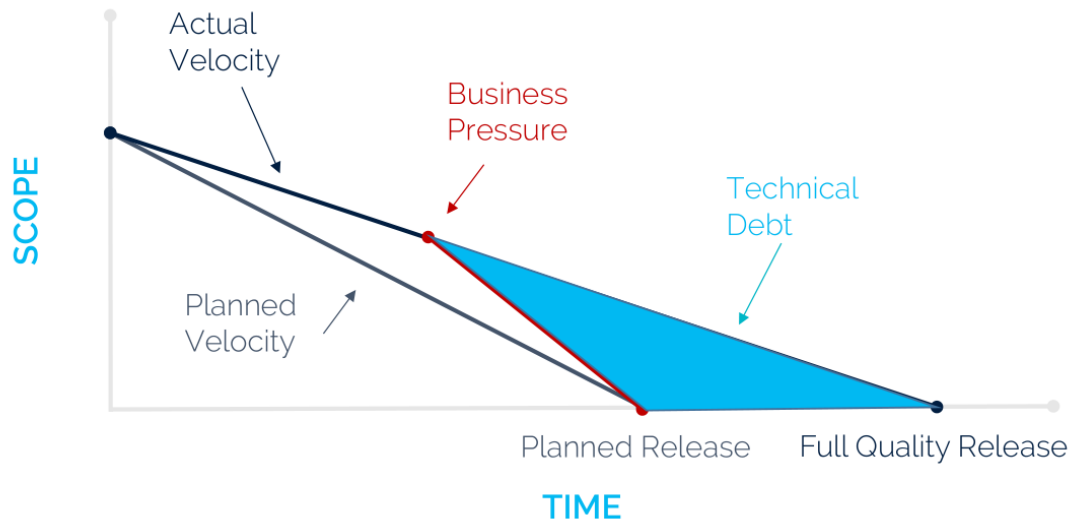 Actual
Velocity
Business
Pressure
Technical
Debt
SCOPE
Planned
Velocity
Planned Release
Full Quality Release
TIME